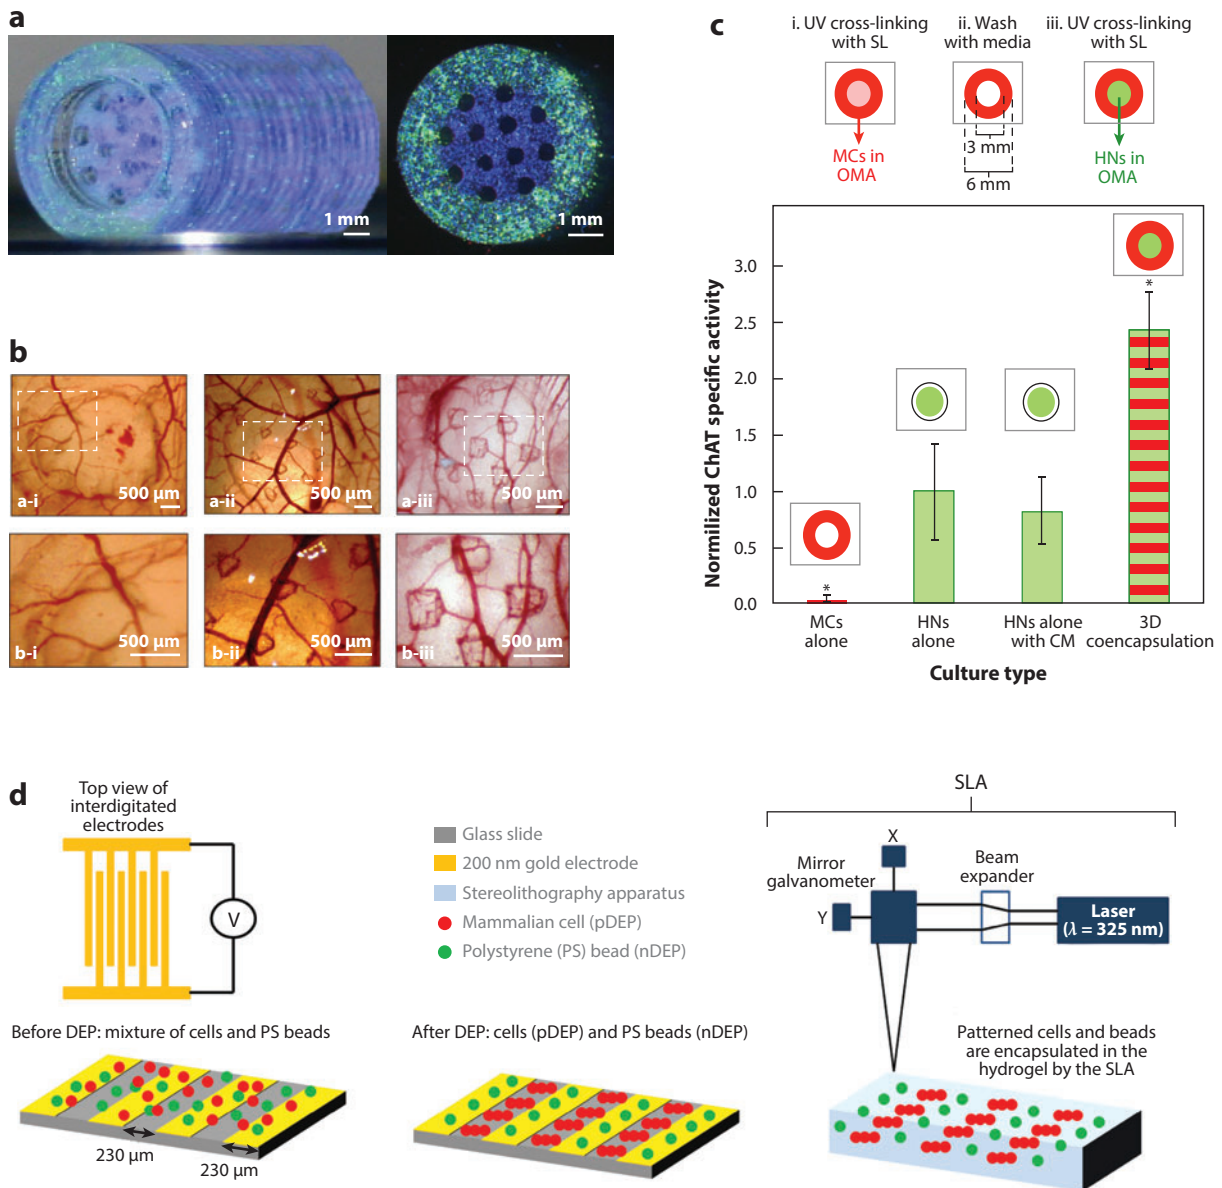 a
1 mm
1 mm
b
a-i
500 µm
a-ii
500 µm
a-iii
500 µm
b-i
500 µm
b-ii
500 µm
b-iii
500 µm
c
i. UV cross-linking
with SL
ii. Wash
with media
iii. UV cross-linking
with SL
MCs in
OMA
3 mm
6 mm
HNs in
OMA
Normilized ChAT specific activity
3.0
2.5
2.0
1.5
1.0
0.5
0.0
*
*
MCs
alone
HNs
alone
HNs alone
with CM
3D
coencapsulation
Culture type
d
Top view of
interdigitated
electrodes
V
Glass slide
200 nm gold electrode
Stereolithography apparatus
Mammalian cell (pDEP)
Polystyrene (PS) bead (nDEP)
SLA
X
Mirror
galvanometer
Y
Beam
expander
Laser
(λ = 325 nm)
Before DEP: mixture of cells and PS beads
230 µm
230 µm
After DEP: cells (pDEP) and PS beads (nDEP)
Patterned cells and beads
are encapsulated in the
hydrogel by the SLA